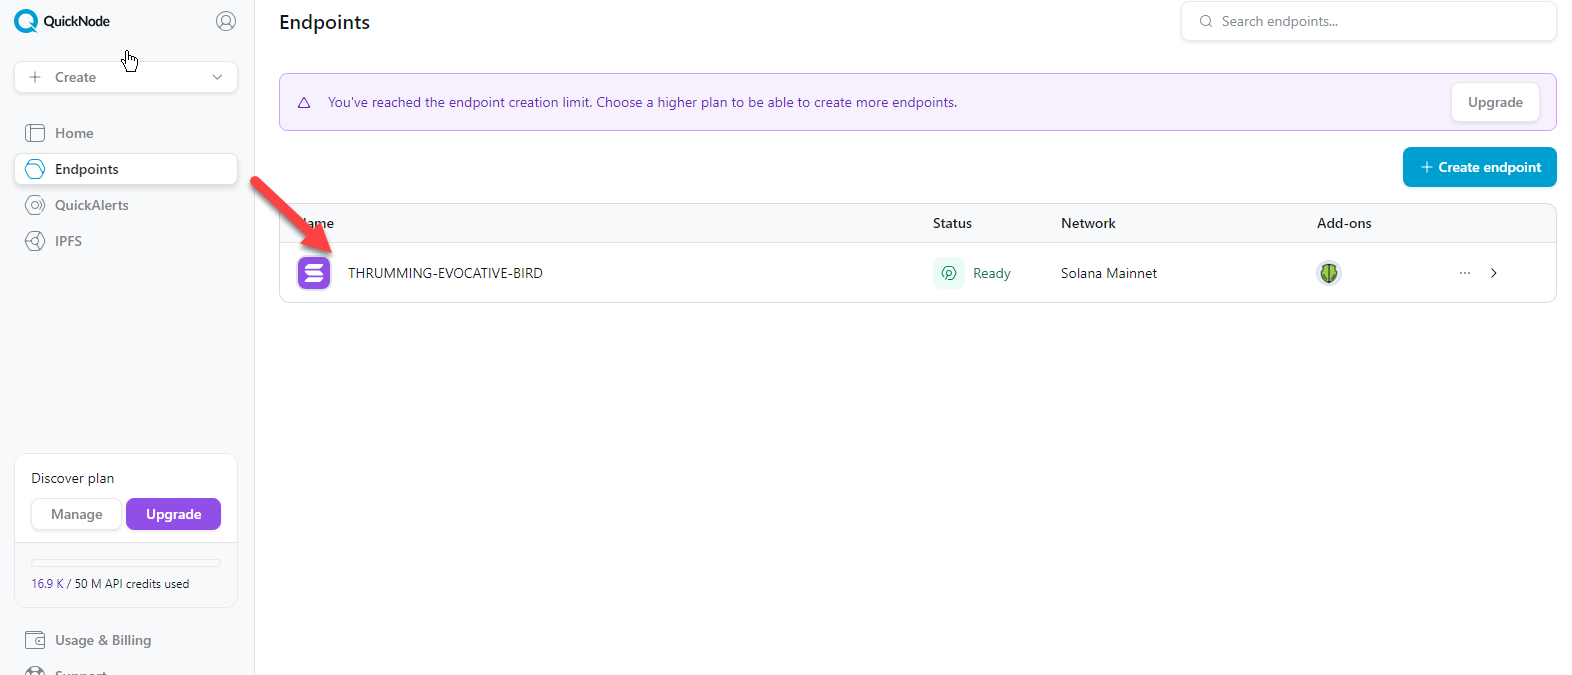 QuickNode
Create
Home
Endpoints
QuickAlerts
IPFS
Discover plan
Manage
Upgrade
16.9 K / 50 M API credits used
Usage & Billing
Support
Endpoints
Search endpoints...
You've reached the endpoint creation limit. Choose a higher plan to be able to create more endpoints.
Upgrade
+ Create endpoint
Name Status Network Add-ons
THRUMMING-EVOCATIVE-BIRD Ready Solana Mainnet